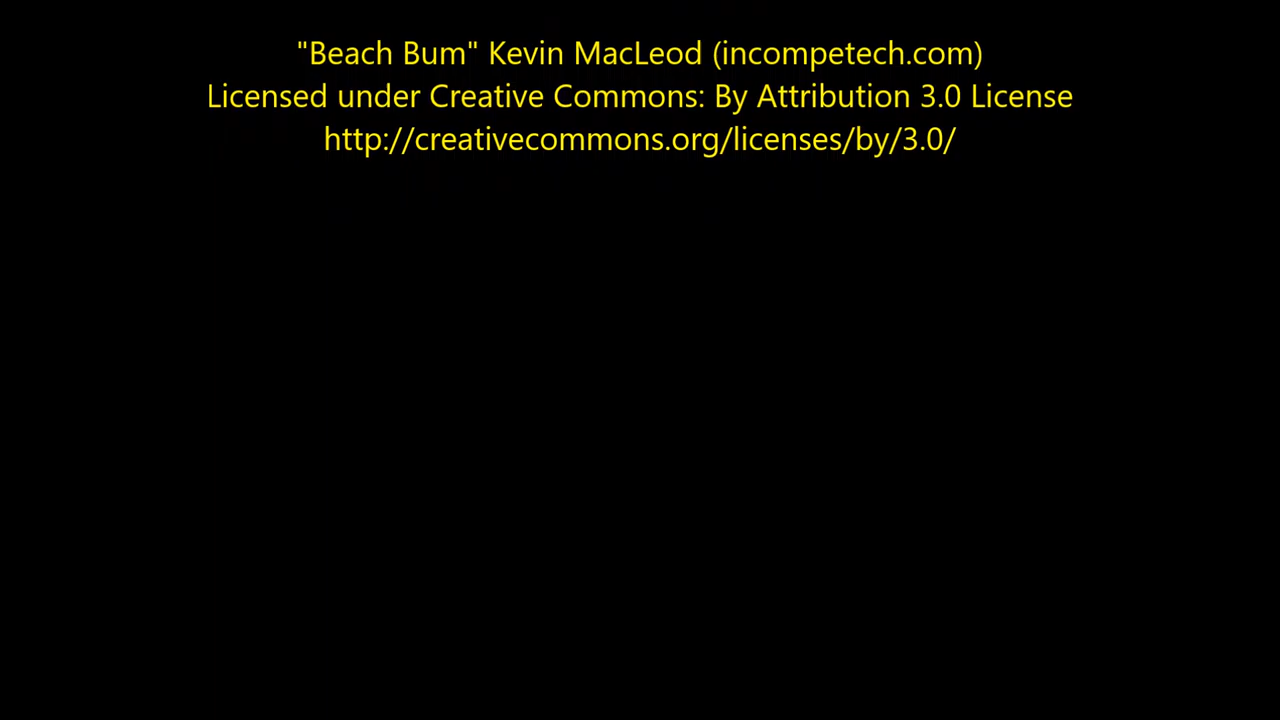 "Beach Bum" Kevin MacLeod (incompetech.com)
Licensed under Creative Commons: By Attribution 3.0 License
http://creativecommons.org/licenses/by/3.0/